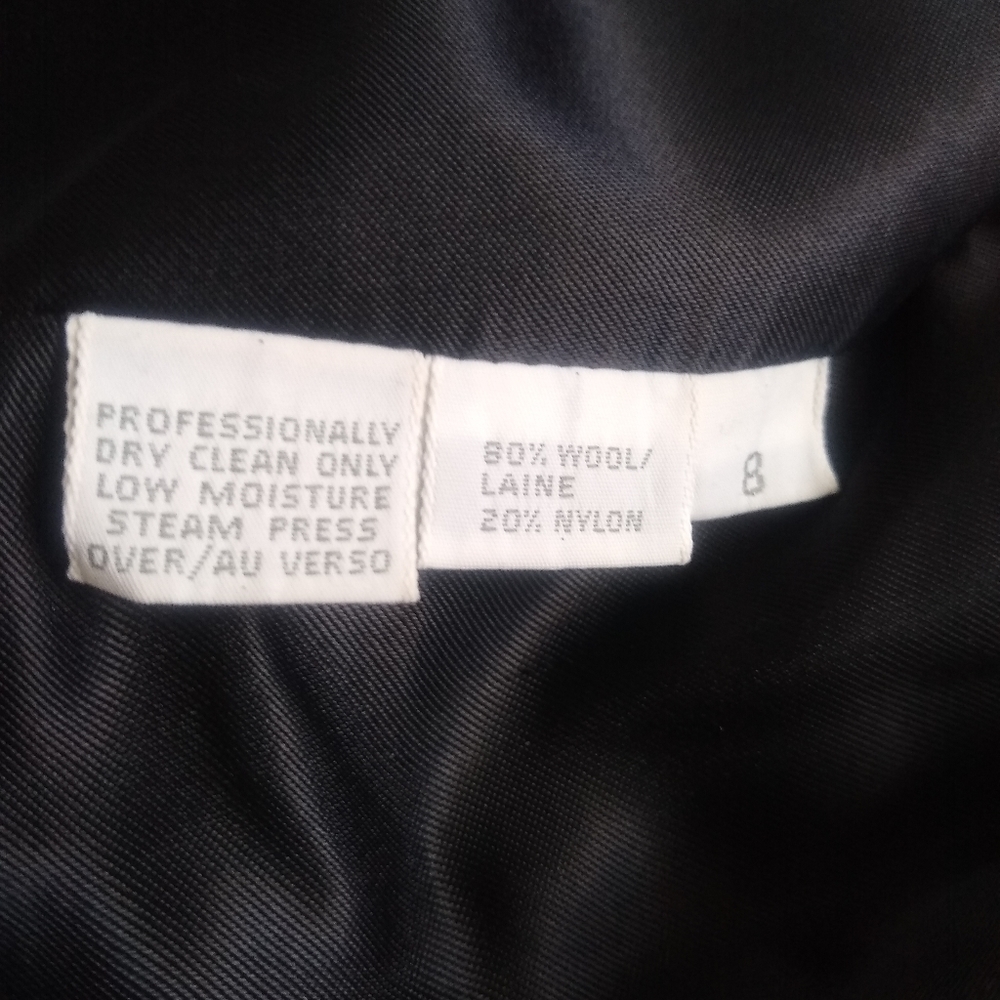 PROFESSIONALLY
DRY CLEAN ONLY
LOW MOISTURE
STEAM PRESS
OVER/AU VERSO
80% WOOL/
LAINE
20% NYLON
8